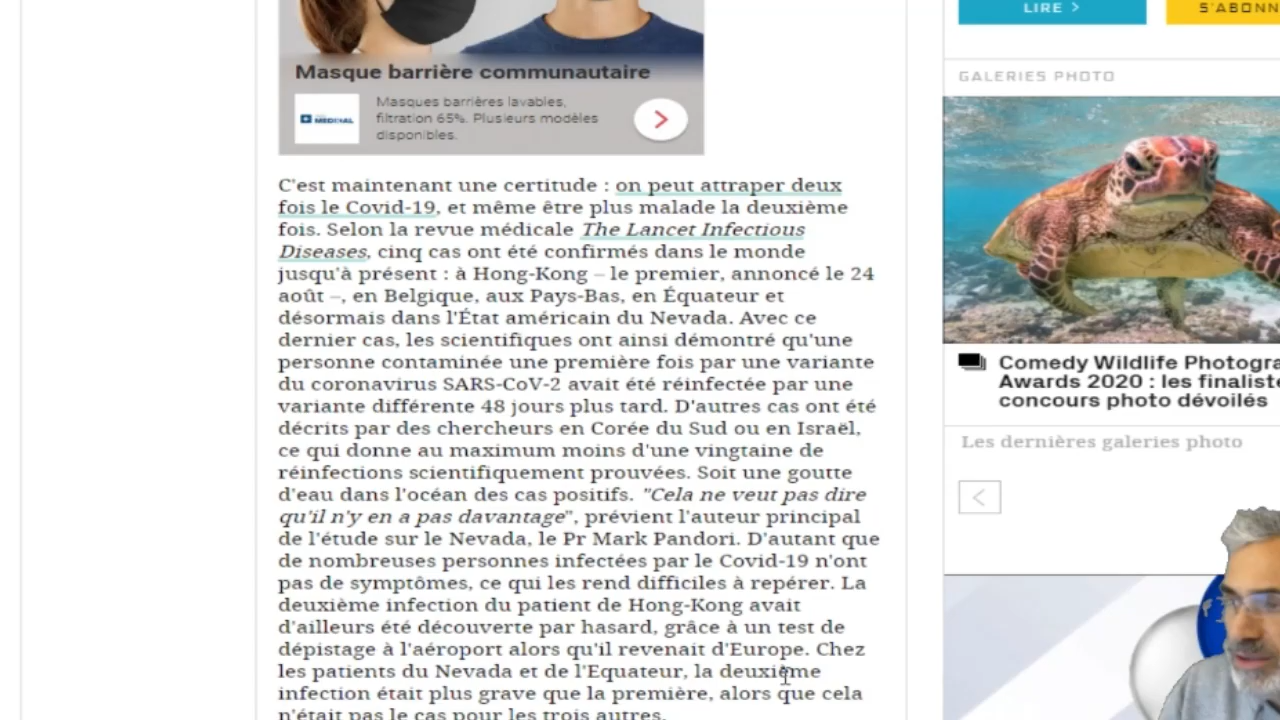 LIRE >
S'ABONN
Masque barrière communautaire
MEDINAL
Masques barrières lavables,
filtration 65%. Plusieurs modèles
disponibles.
GALERIES PHOTO
C'est maintenant une certitude : on peut attraper deux
fois le Covid-19, et même être plus malade la deuxième
fois. Selon la revue médicale The Lancet Infectious
Diseases, cinq cas ont été confirmés dans le monde
jusqu'à présent : à Hong-Kong – le premier, annoncé le 24
août –, en Belgique, aux Pays-Bas, en Équateur et
désormais dans l'État américain du Nevada. Avec ce
dernier cas, les scientifiques ont ainsi démontré qu'une
personne contaminée une première fois par une variante
du coronavirus SARS-CoV-2 avait été réinfectée par une
variante différente 48 jours plus tard. D'autres cas ont été
décrits par des chercheurs en Corée du Sud ou en Israël,
ce qui donne au maximum moins d'une vingtaine de
réinfections scientifiquement prouvées. Soit une goutte
d'eau dans l'océan des cas positifs. "Cela ne veut pas dire
qu'il n'y en a pas davantage", prévient l'auteur principal
de l'étude sur le Nevada, le Pr Mark Pandori. D'autant que
de nombreuses personnes infectées par le Covid-19 n'ont
pas de symptômes, ce qui les rend difficiles à repérer. La
deuxième infection du patient de Hong-Kong avait
d'ailleurs été découverte par hasard, grâce à un test de
dépistage à l'aéroport alors qu'il revenait d'Europe. Chez
les patients du Nevada et de l'Equateur, la deuxième
infection était plus grave que la première, alors que cela
n'était pas le cas pour les trois autres.
Comedy Wildlife Photogra
Awards 2020 : les finaliste
concours photo dévoilés
Les dernières galeries photo